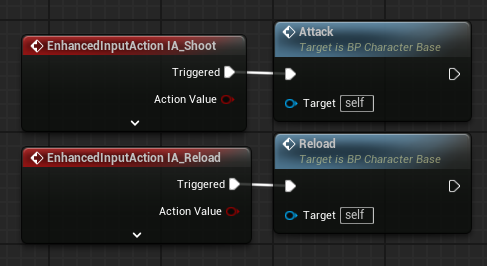 EnhancedInputAction IA_Shoot
Triggered
Action Value
Attack
Target is BP Character Base
Target self
EnhancedInputAction IA_Reload
Triggered
Action Value
Reload
Target is BP Character Base
Target self